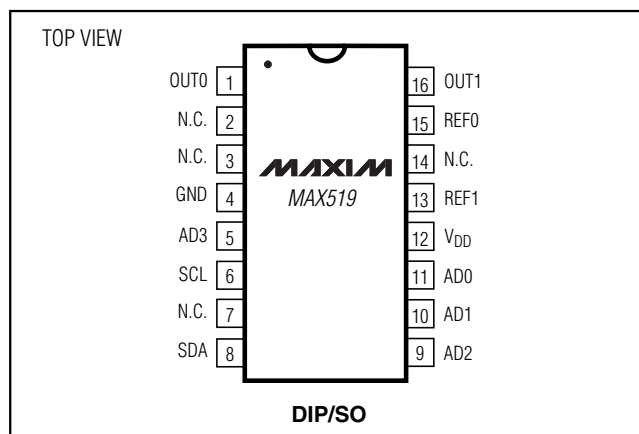 TOP VIEW
OUT0 1
N.C. 2
N.C. 3
GND 4
AD3 5
SCL 6
N.C. 7
SDA 8
MAXIM
MAX519
16 OUT1
15 REF0
14 N.C.
13 REF1
12 VDD
11 AD0
10 AD1
9 AD2
DIP/SO